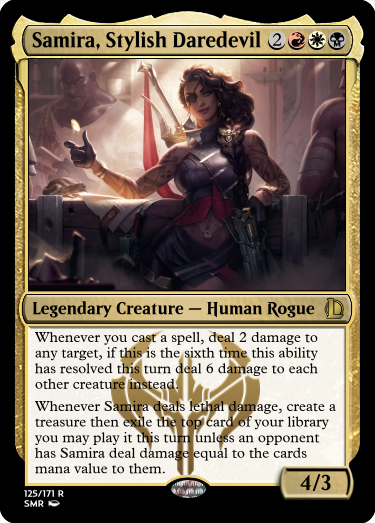 Samira, Stylish Daredevil 2
Legendary Creature — Human Rogue
Whenever you cast a spell, deal 2 damage to
any target, if this is the sixth time this ability
has resolved this turn deal 6 damage to each
other creature instead.
Whenever Samira deals lethal damage, create a
treasure then exile the top card of your library
you may play it this turn unless an opponent
has Samira deal damage equal to the cards
mana value to them.
4/3
125/171 R
SMR